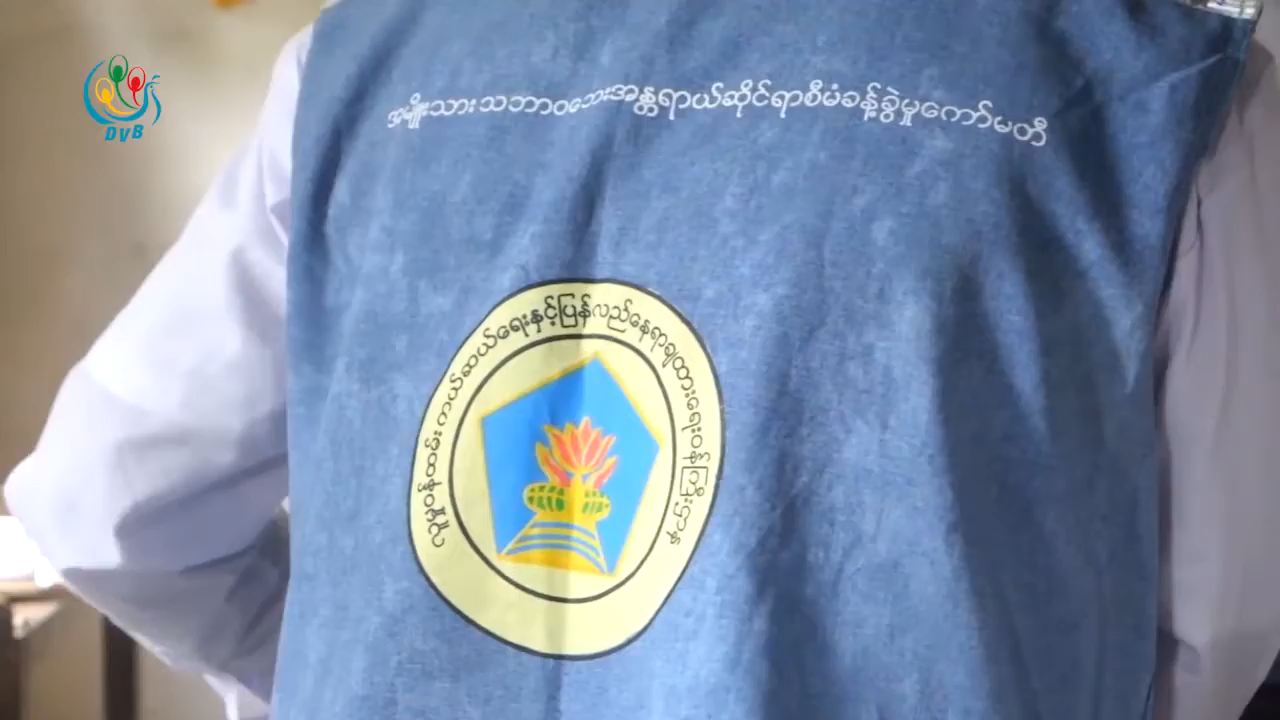 DVB
အမျိုးသားသဘာဝဘေးအန္တရာယ်ဆိုင်ရာစီမံခန့်ခွဲမှုကော်မတီ
လူမှုဝန်ထမ်းကယ်ဆယ်ရေးနှင့်ပြန်လည်နေရာချထားရေးဝန်ကြီးဌာန